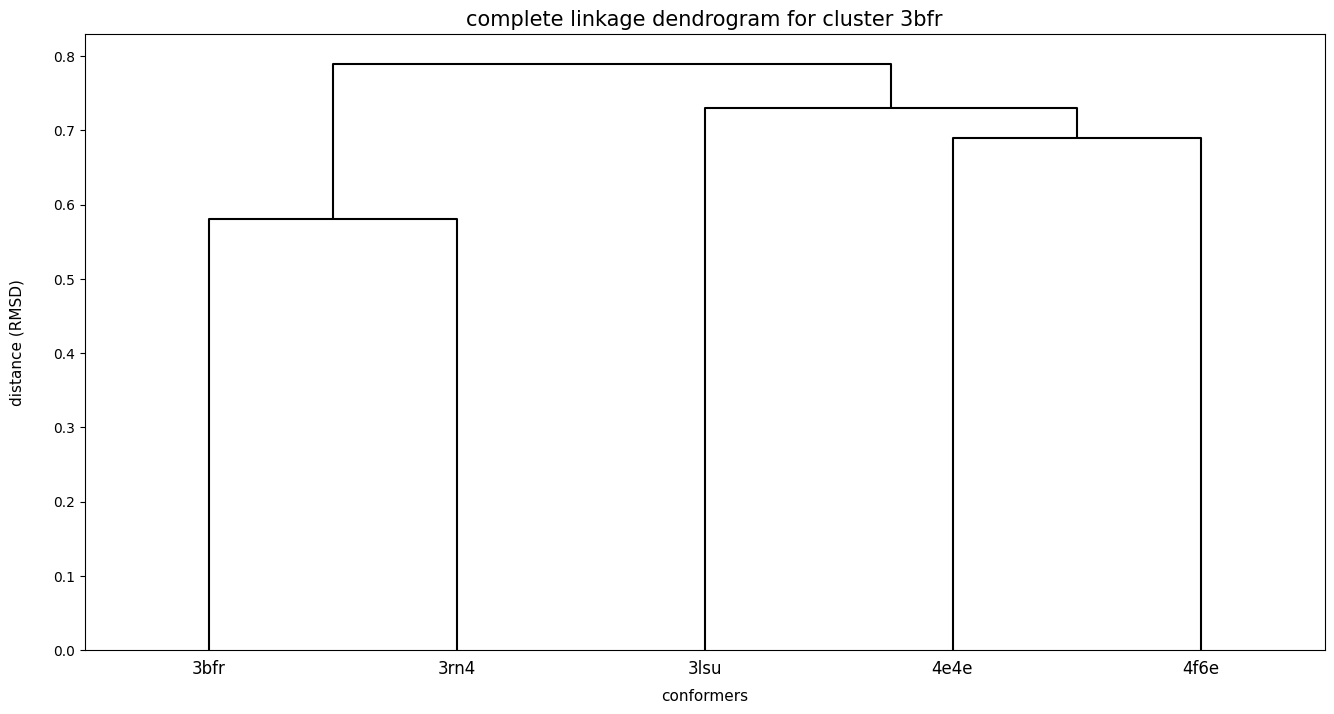 complete linkage dendrogram for cluster 3bfr
0.8
0.7
0.6
0.5
0.4
0.3
0.2
0.1
0.0
distance (RMSD)
3bfr 3rn4 3lsu 4e4e 4f6e
conformers